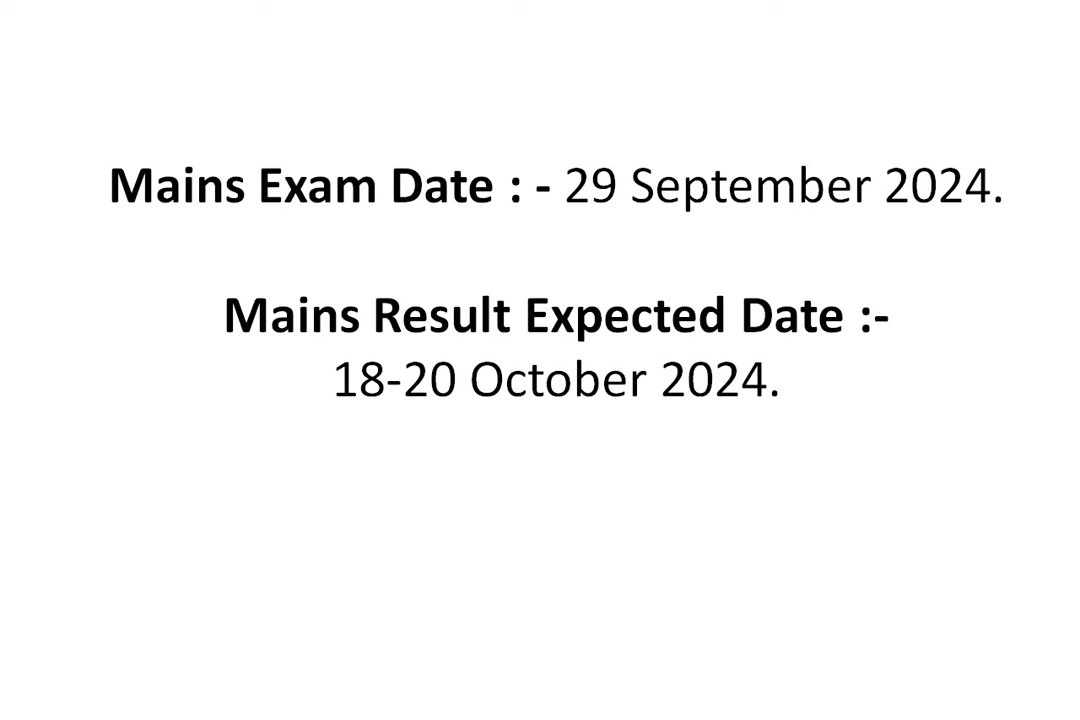 Mains Exam Date : - 29 September 2024.
Mains Result Expected Date :-
18-20 October 2024.